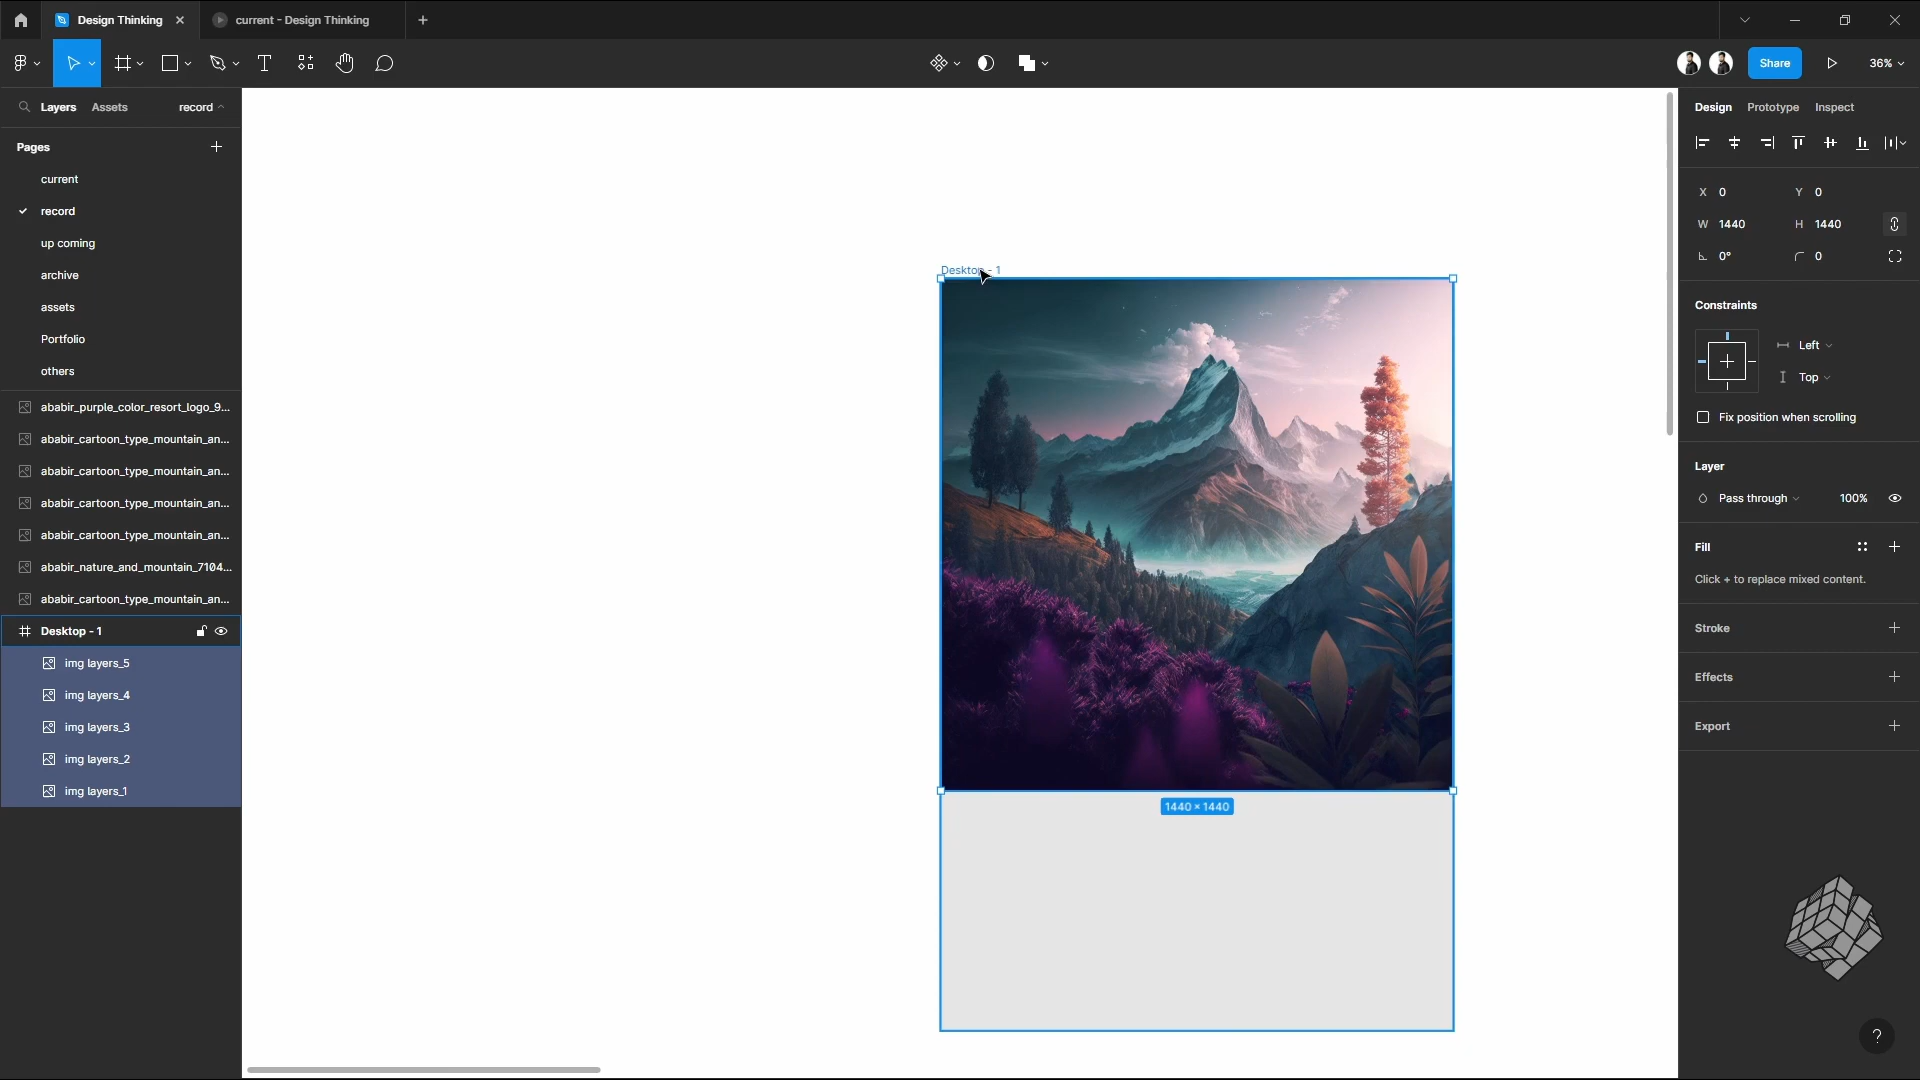 Design Thinking
current - Design Thinking
Share
36%
Layers
Assets
record
Pages
current
record
up coming
archive
assets
Portfolio
others
ababir_purple_color_resort_logo_9...
ababir_cartoon_type_mountain_an...
ababir_cartoon_type_mountain_an...
ababir_cartoon_type_mountain_an...
ababir_cartoon_type_mountain_an...
ababir_nature_and_mountain_7104...
ababir_cartoon_type_mountain_an...
Desktop - 1
img layers_5
img layers_4
img layers_3
img layers_2
img layers_1
Desktop - 1
1440 × 1440
Design
Prototype
Inspect
X 0 Y 0
W 1440 H 1440
0° 0
Constraints
Left
Top
Fix position when scrolling
Layer
Pass through 100%
Fill
Click + to replace mixed content.
Stroke
Effects
Export
?